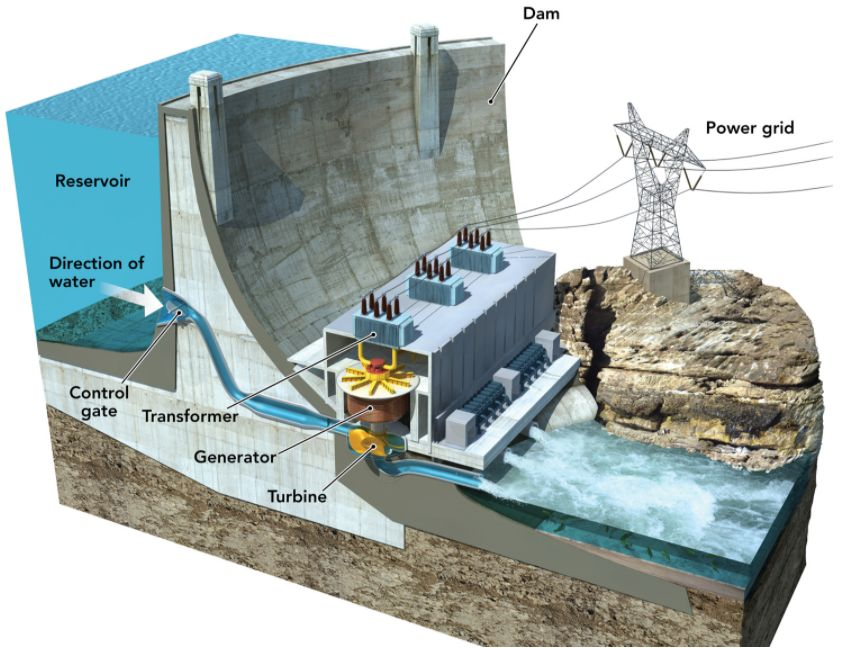 Dam
Power grid
Reservoir
Direction of
water
Control
gate
Transformer
Generator
Turbine